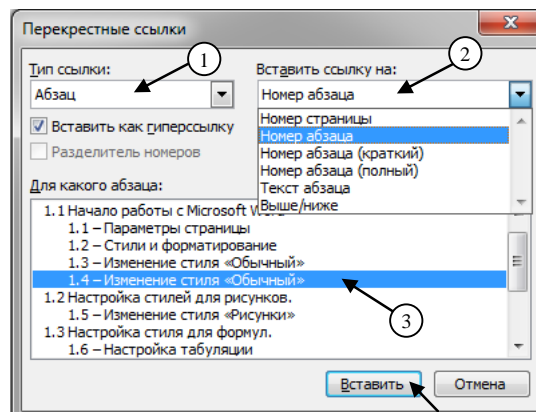 Перекрестные ссылки
Тип ссылки:
1
Вставить ссылку на:
2
Абзац
Номер абзаца
Вставить как гиперссылку
Разделитель номеров
Номер страницы
Номер абзаца
Номер абзаца (краткий)
Номер абзаца (полный)
Текст абзаца
Выше/ниже
Для какого абзаца:
1.1 Начало работы с Microsoft Word
1.1 – Параметры страницы
1.2 – Стили и форматирование
1.3 – Изменение стиля «Обычный»
1.4 – Изменение стиля «Обычный»
1.2 Настройка стилей для рисунков.
1.5 – Изменение стиля «Рисунки»
1.3 Настройка стиля для формул.
1.6 – Настройка табуляции
3
Вставить
Отмена